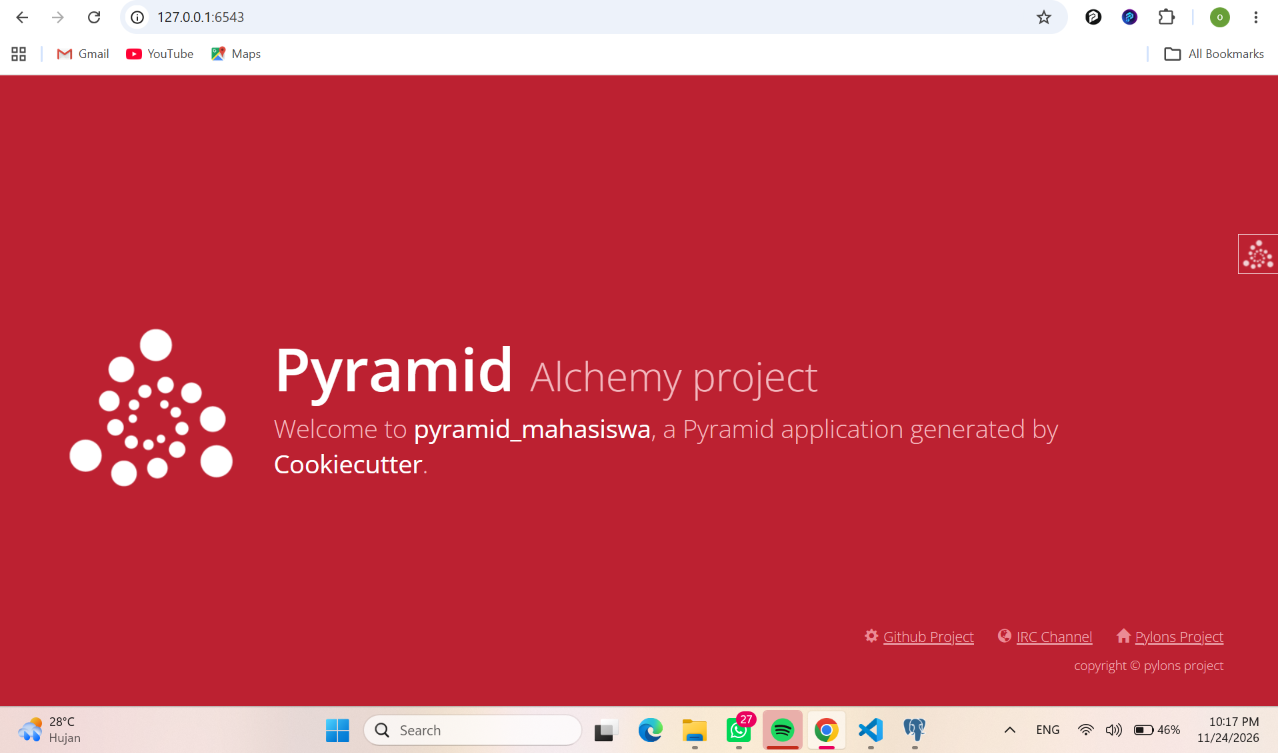 127.0.0.1:6543
o
Gmail YouTube Maps All Bookmarks
Pyramid Alchemy project
Welcome to pyramid_mahasiswa, a Pyramid application generated by
Cookiecutter.
Github Project IRC Channel Pylons Project
copyright © pylons project
28°C
Hujan
Search
27
ENG
46%
10:17 PM
11/24/2026